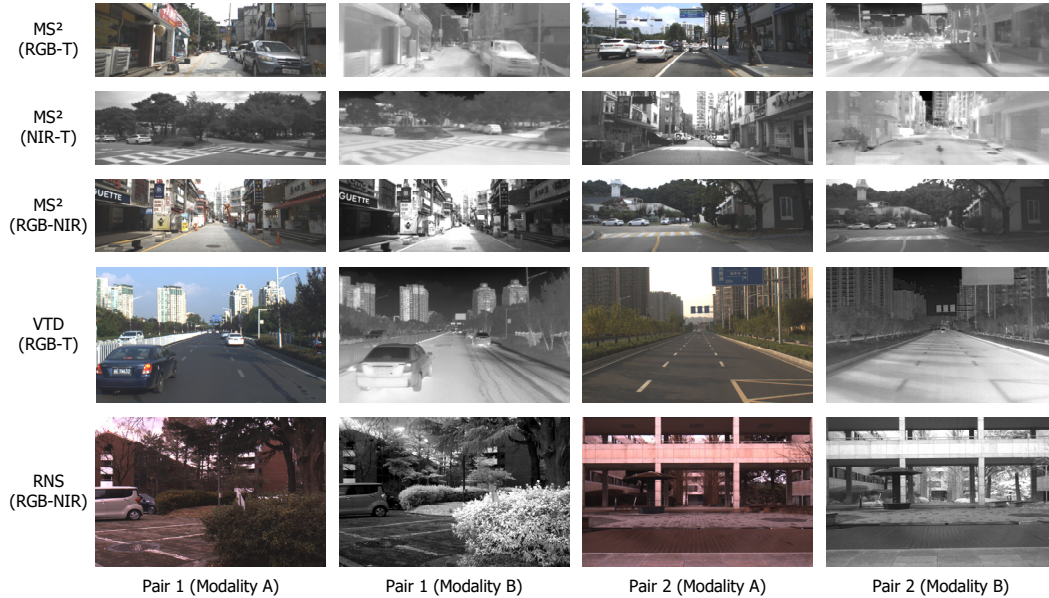 MS²
(RGB-T)
MS²
(NIR-T)
MS²
(RGB-NIR)
GUETTE
GUETTE
VTD
(RGB-T)
RNS
(RGB-NIR)
Pair 1 (Modality A)
Pair 1 (Modality B)
Pair 2 (Modality A)
Pair 2 (Modality B)